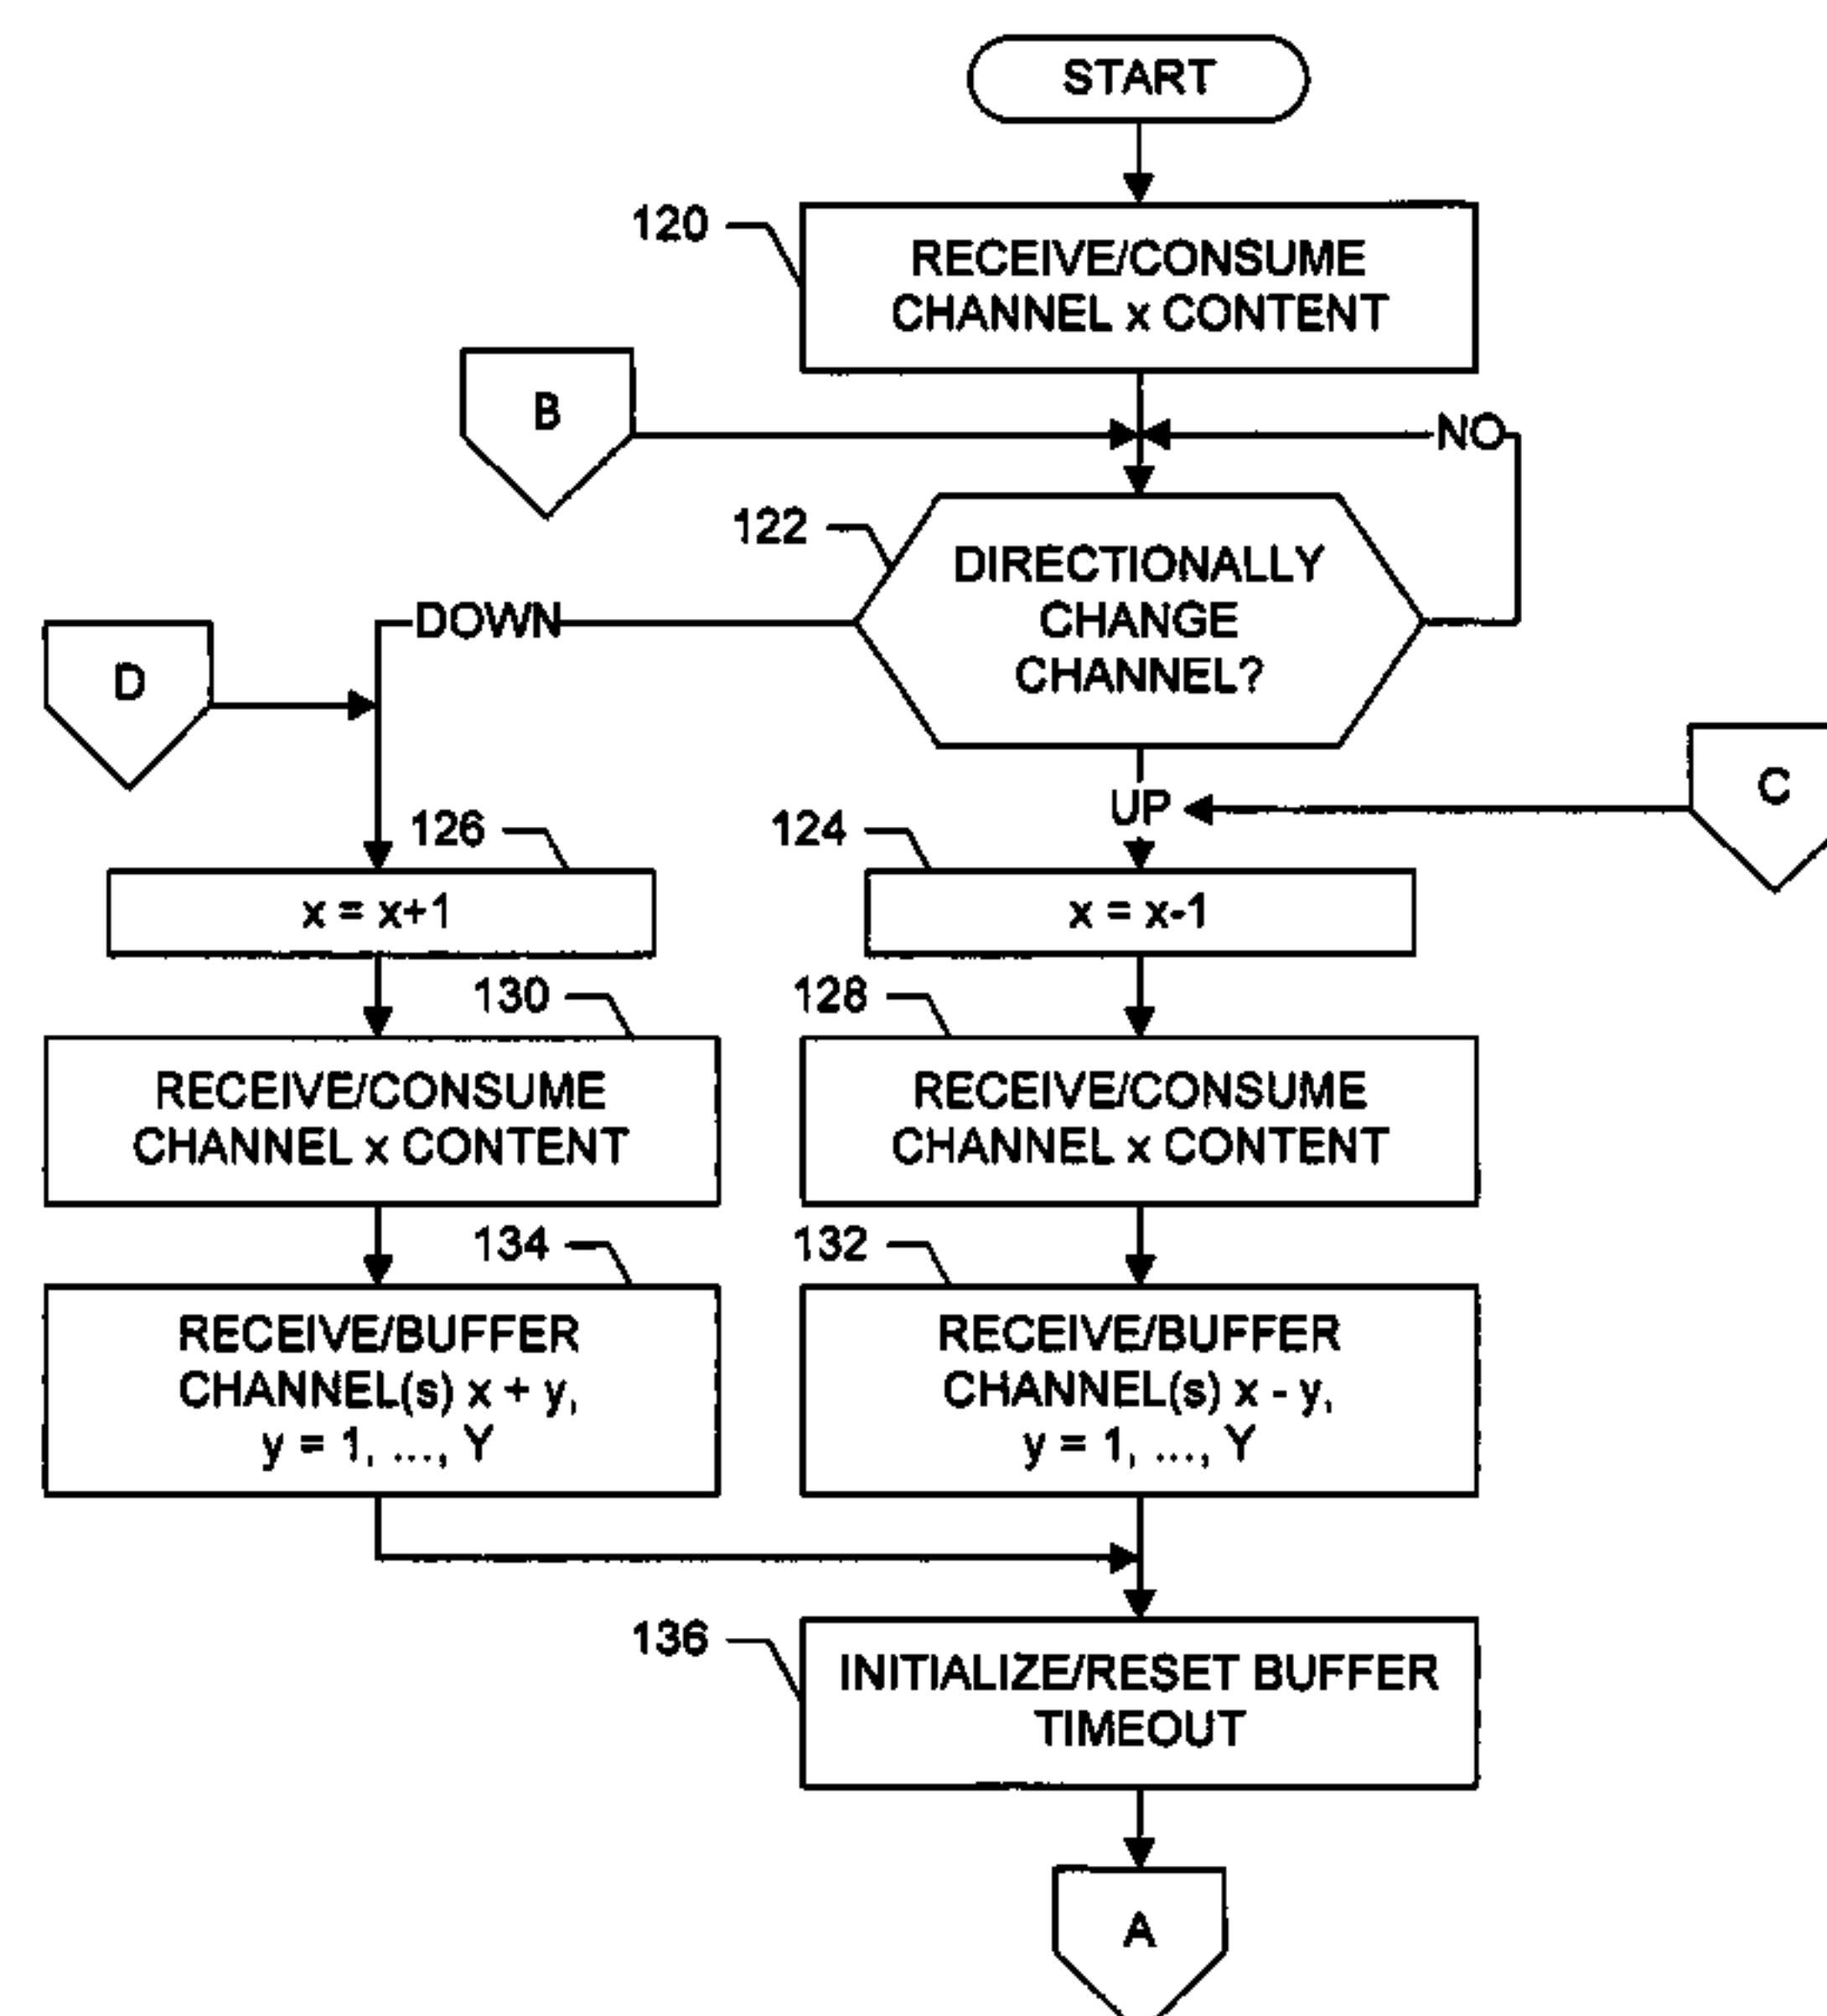 START
120
RECEIVE/CONSUME
CHANNEL x CONTENT
B
NO
122
DIRECTIONALLY
CHANGE
CHANNEL?
DOWN
D
UP
C
126
124
x = x+1
x = x-1
130
128
RECEIVE/CONSUME
CHANNEL x CONTENT
RECEIVE/CONSUME
CHANNEL x CONTENT
134
132
RECEIVE/BUFFER
CHANNEL(s) x + y,
y = 1, ..., Y
RECEIVE/BUFFER
CHANNEL(s) x - y,
y = 1, ..., Y
136
INITIALIZE/RESET BUFFER
TIMEOUT
A